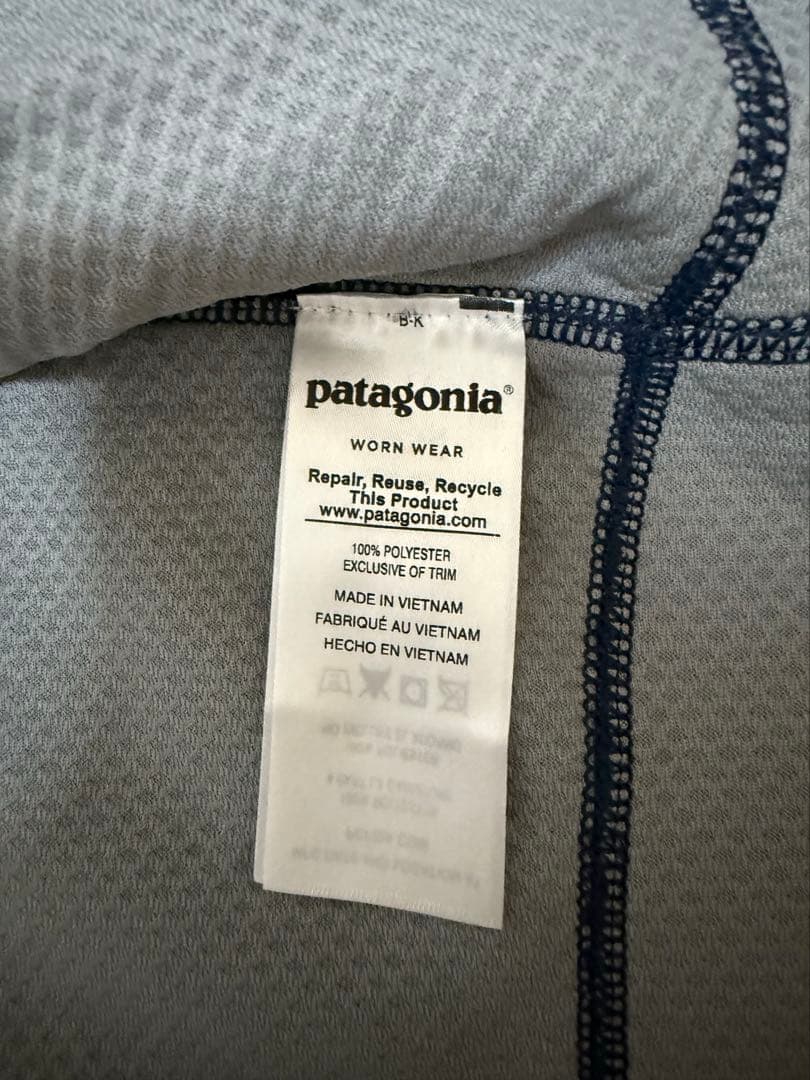 B-K
patagonia®
WORN WEAR
Repair, Reuse, Recycle
This Product
www.patagonia.com
100% POLYESTER
EXCLUSIVE OF TRIM
MADE IN VIETNAM
FABRIQUÉ AU VIETNAM
HECHO EN VIETNAM